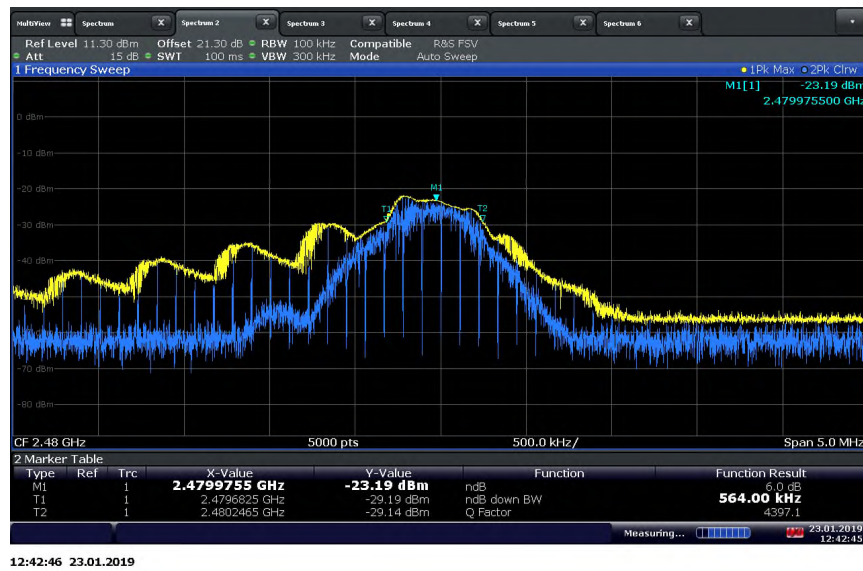 MultiView Spectrum X Spectrum 2 X Spectrum 3 X Spectrum 4 X Spectrum 5 X Spectrum 6 X
Ref Level 11.30 dBm Offset 21.30 dB RBW 100 kHz Compatible R&S FSV
Att 15 dB SWT 100 ms VBW 300 kHz Mode Auto Sweep
1 Frequency Sweep 1Pk Max 2Pk Clrw
M1[1] -23.19 dBm
2.479975500 GHz
0 dBm
-10 dBm
-20 dBm
M1
T1 T2
-30 dBm
-40 dBm
-70 dBm
-80 dBm
CF 2.48 GHz 5000 pts 500.0 kHz/ Span 5.0 MHz
2 Marker Table
Type Ref Trc X-Value Y-Value Function Function Result
M1 1 2.4799755 GHz -23.19 dBm ndB 6.0 dB
T1 1 2.4796825 GHz -29.19 dBm ndB down BW 564.00 kHz
T2 1 2.4802465 GHz -29.14 dBm Q Factor 4397.1
Measuring... 23.01.2019
12:42:45
12:42:46 23.01.2019